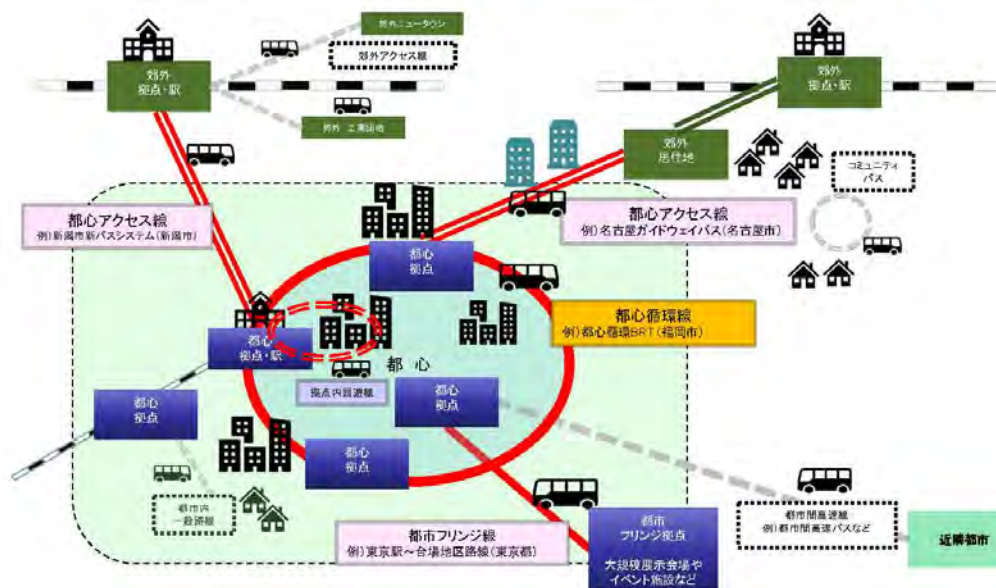 郊外ニュータウン
郊外アクセス線
郊外
拠点・駅
郊外 工業団地
郊外
拠点・駅
郊外
居住地
コミュニティ
バス
都心アクセス線
例)新潟市新バスシステム(新潟市)
都心アクセス線
例)名古屋ガイドウェイバス(名古屋市)
都心
拠点
都心循環線
例)都心循環BRT(福岡市)
都心
拠点・駅
都 心
拠点内回遊線
都心
拠点
都心
拠点
都心
拠点
都市内
一般路線
都市フリンジ線
例)東京駅~台場地区路線(東京都)
都市
フリンジ拠点
大規模展示会場や
イベント施設など
都市間高速線
例)都市間高速バスなど
近隣都市